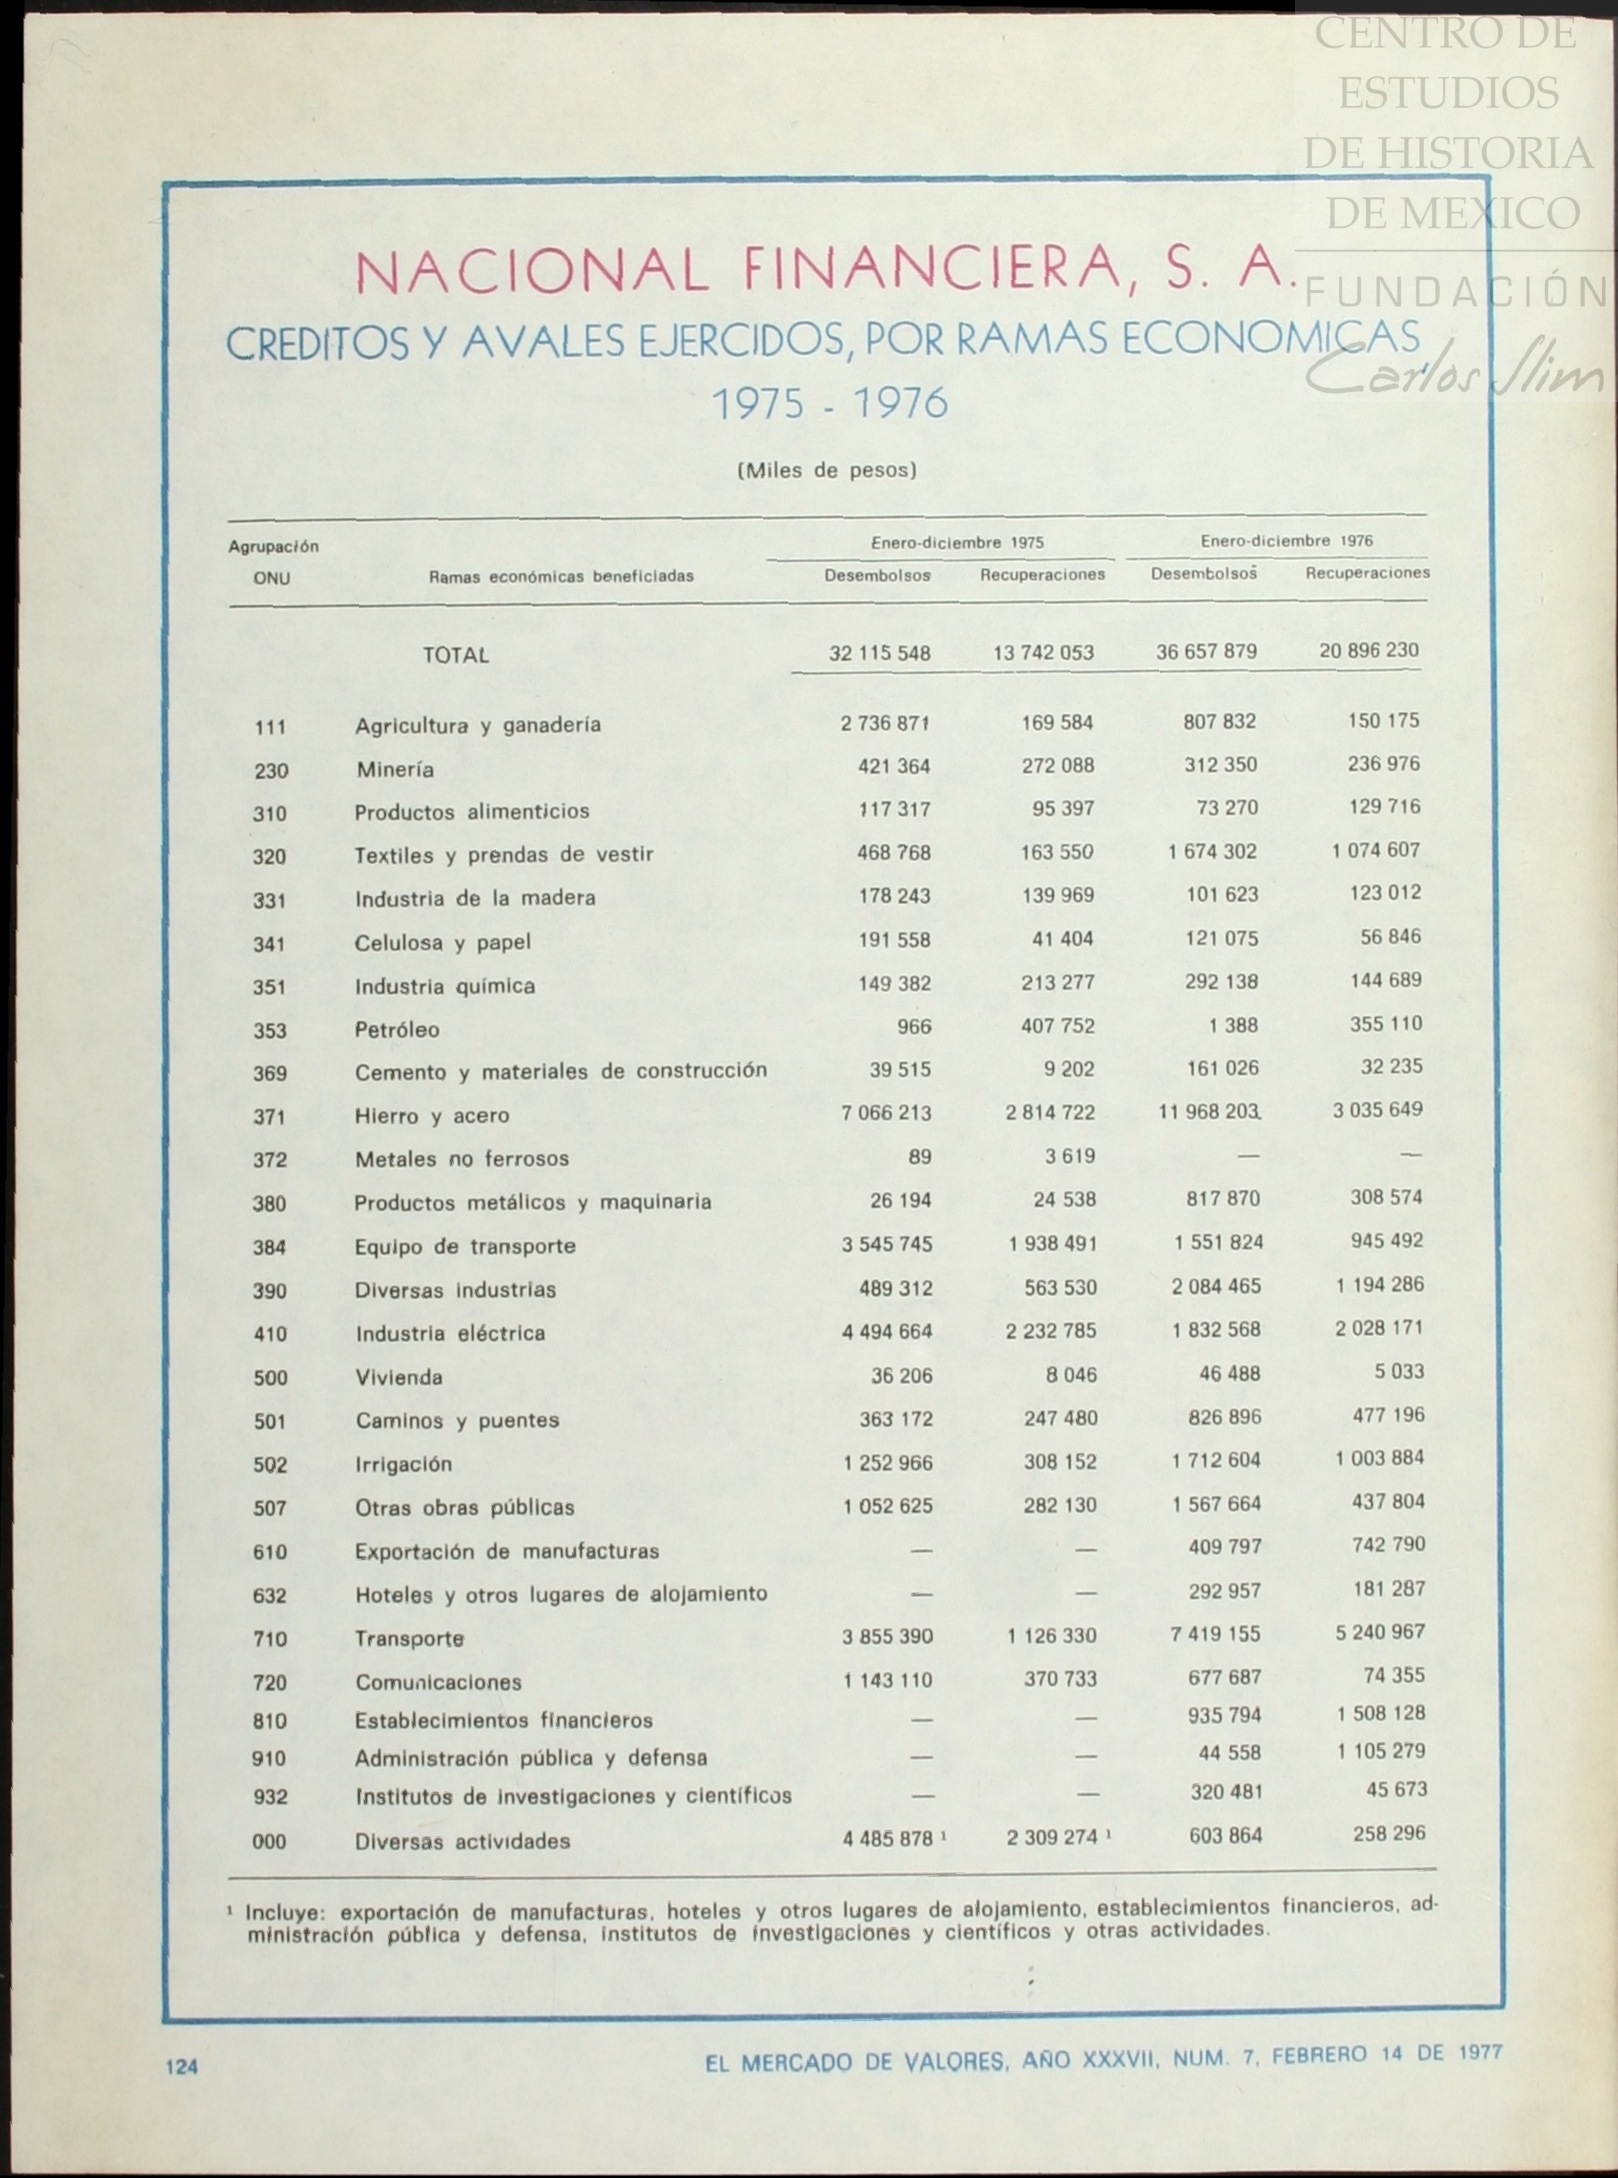 CENTRO DE
ESTUDIOS
DE HISTORIA
DE MEXICO
FUNDACIÓN
Carlos Slim
NACIONAL FINANCIERA, S. A.
CREDITOS Y AVALES EJERCIDOS, POR RAMAS ECONOMICAS,
1975 - 1976
(Miles de pesos)
Agrupación Enero-diciembre 1975 Enero-diciembre 1976
ONU Ramas económicas beneficiadas Desembolsos Recuperaciones Desembolsos Recuperaciones
TOTAL 32 115 548 13 742 053 36 657 879 20 896 230
111 Agricultura y ganadería 2 736 871 169 584 807 832 150 175
230 Minería 421 364 272 088 312 350 236 976
310 Productos alimenticios 117 317 95 397 73 270 129 716
320 Textiles y prendas de vestir 468 768 163 550 1 674 302 1 074 607
331 Industria de la madera 178 243 139 969 101 623 123 012
341 Celulosa y papel 191 558 41 404 121 075 56 846
351 Industria química 149 382 213 277 292 138 144 689
353 Petróleo 966 407 752 1 388 355 110
369 Cemento y materiales de construcción 39 515 9 202 161 026 32 235
371 Hierro y acero 7 066 213 2 814 722 11 968 203 3 035 649
372 Metales no ferrosos 89 3 619 — —
380 Productos metálicos y maquinaria 26 194 24 538 817 870 308 574
384 Equipo de transporte 3 545 745 1 938 491 1 551 824 945 492
390 Diversas industrias 489 312 563 530 2 084 465 1 194 286
410 Industria eléctrica 4 494 664 2 232 785 1 832 568 2 028 171
500 Vivienda 36 206 8 046 46 488 5 033
501 Caminos y puentes 363 172 247 480 826 896 477 196
502 Irrigación 1 252 966 308 152 1 712 604 1 003 884
507 Otras obras públicas 1 052 625 282 130 1 567 664 437 804
610 Exportación de manufacturas — — 409 797 742 790
632 Hoteles y otros lugares de alojamiento — — 292 957 181 287
710 Transporte 3 855 390 1 126 330 7 419 155 5 240 967
720 Comunicaciones 1 143 110 370 733 677 687 74 355
810 Establecimientos financieros — — 935 794 1 508 128
910 Administración pública y defensa — — 44 558 1 105 279
932 Institutos de investigaciones y científicos — — 320 481 45 673
000 Diversas actividades 4 485 878 ¹ 2 309 274 ¹ 603 864 258 296
¹ Incluye: exportación de manufacturas, hoteles y otros lugares de alojamiento, establecimientos financieros, ad-
ministración pública y defensa, institutos de investigaciones y científicos y otras actividades.
124 EL MERCADO DE VALORES, AÑO XXXVII, NUM. 7, FEBRERO 14 DE 1977